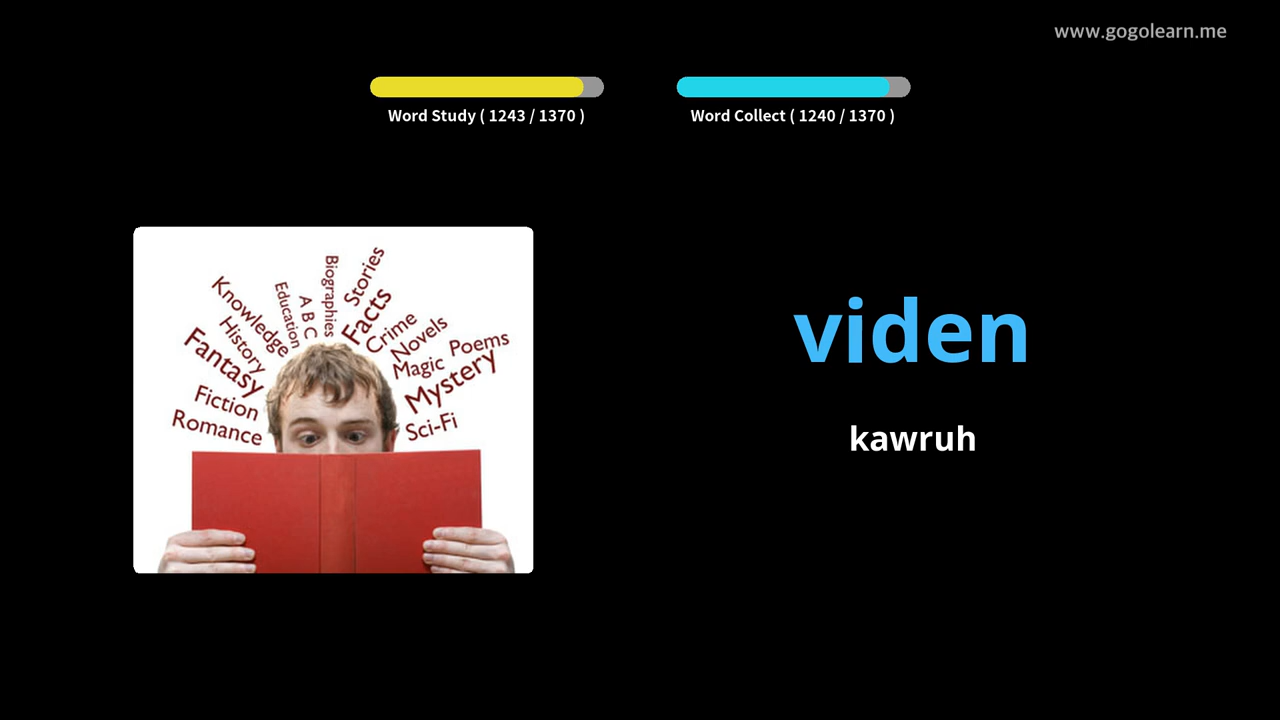 www.gogolearn.me
Word Study ( 1243 / 1370 )
Word Collect ( 1240 / 1370 )
viden
kawruh
Knowledge
History
Fantasy
Fiction
Romance
Education
A B C
Biographies
Stories
Facts
Crime
Novels
Magic
Poems
Mystery
Sci-Fi